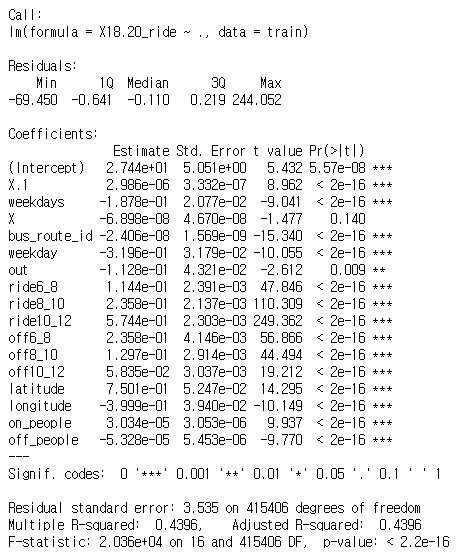 Call:
lm(formula = X18.20_ride ~ ., data = train)
Residuals:
Min 1Q Median 3Q Max
-69.450 -0.641 -0.110 0.219 244.052
Coefficients:
Estimate Std. Error t value Pr(>|t|)
(Intercept) 2.744e+01 5.051e+00 5.432 5.57e-08 ***
X.1 2.986e-06 3.332e-07 8.962 < 2e-16 ***
weekdays -1.878e-01 2.077e-02 -9.041 < 2e-16 ***
X -6.898e-08 4.670e-08 -1.477 0.140
bus_route_id -2.406e-08 1.569e-09 -15.340 < 2e-16 ***
weekday -3.196e-01 3.179e-02 -10.055 < 2e-16 ***
out -1.128e-01 4.321e-02 -2.612 0.009 **
ride6_8 1.144e-01 2.391e-03 47.846 < 2e-16 ***
ride8_10 2.358e-01 2.137e-03 110.309 < 2e-16 ***
ride10_12 5.744e-01 2.303e-03 249.362 < 2e-16 ***
off6_8 2.358e-01 4.146e-03 56.866 < 2e-16 ***
off8_10 1.297e-01 2.914e-03 44.494 < 2e-16 ***
off10_12 5.835e-02 3.037e-03 19.212 < 2e-16 ***
latitude 7.501e-01 5.247e-02 14.295 < 2e-16 ***
longitude -3.999e-01 3.940e-02 -10.149 < 2e-16 ***
on_people 3.034e-05 3.053e-06 9.937 < 2e-16 ***
off_people -5.328e-05 5.453e-06 -9.770 < 2e-16 ***
---
Signif. codes: 0 '***' 0.001 '**' 0.01 '*' 0.05 '.' 0.1 ' ' 1
Residual standard error: 3.535 on 415406 degrees of freedom
Multiple R-squared: 0.4396, Adjusted R-squared: 0.4396
F-statistic: 2.036e+04 on 16 and 415406 DF, p-value: < 2.2e-16